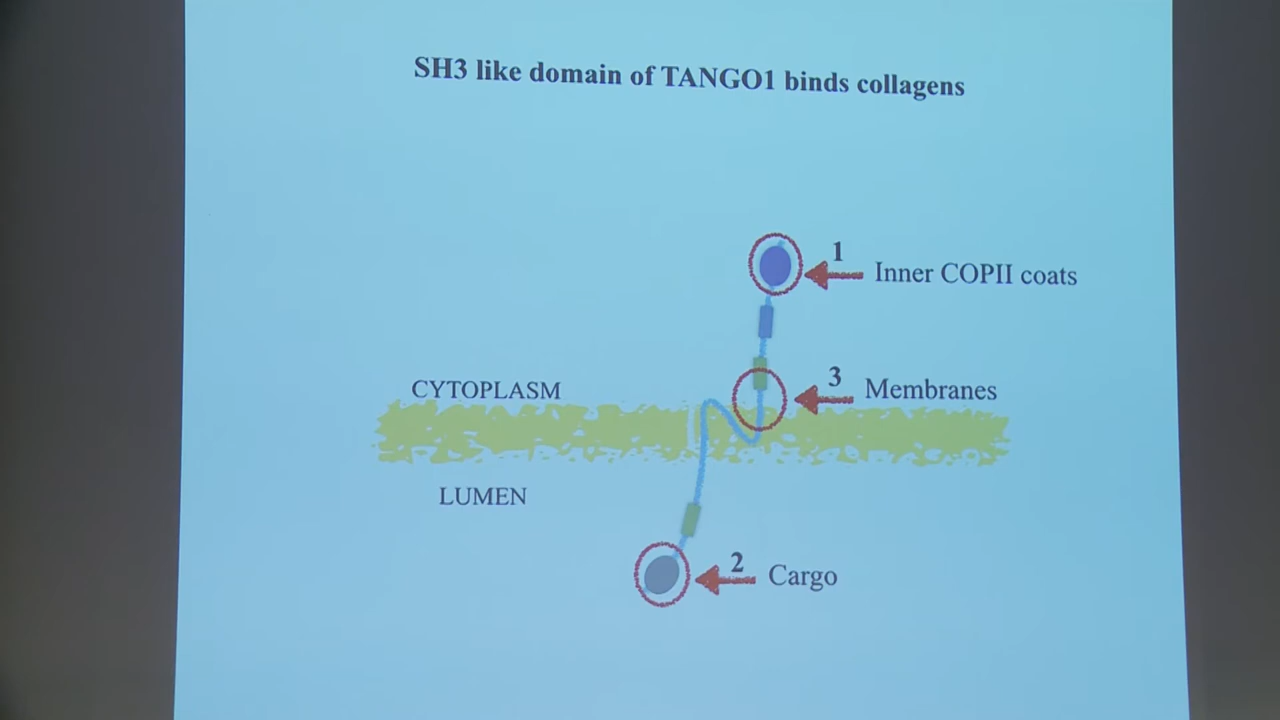 SH3 like domain of TANGO1 binds collagens
1
Inner COPII coats
3
Membranes
CYTOPLASM
LUMEN
2
Cargo